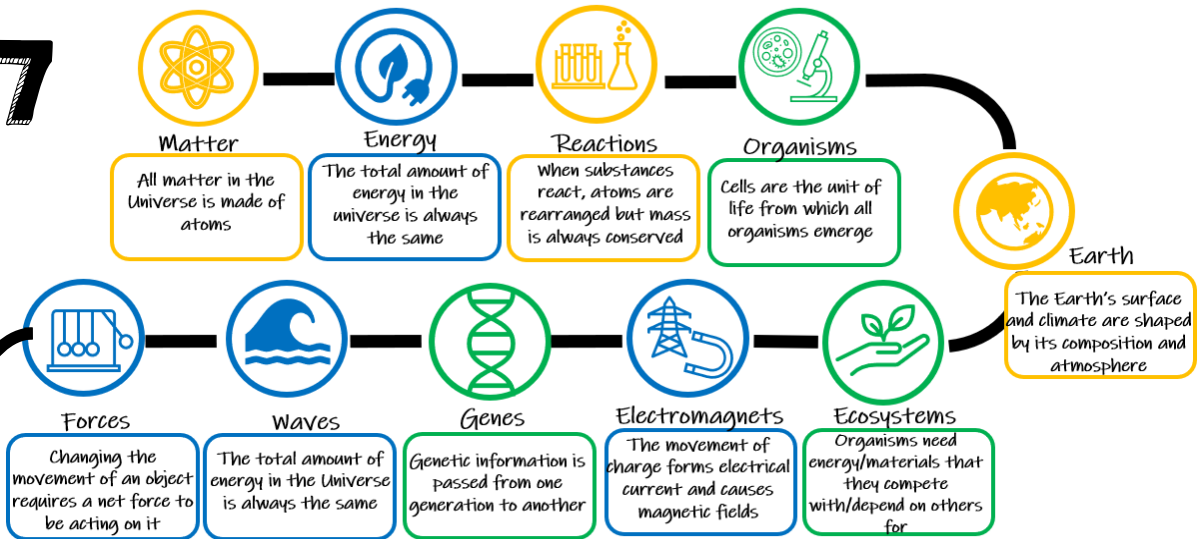 7
Matter
All matter in the
Universe is made of
atoms
Energy
The total amount of
energy in the
universe is always
the same
Reactions
When substances
react, atoms are
rearranged but mass
is always conserved
Organisms
Cells are the unit of
life from which all
organisms emerge
Earth
The Earth's surface
and climate are shaped
by its composition and
atmosphere
Ecosystems
Organisms need
energy/materials that
they compete
with/depend on others
for
Electromagnets
The movement of
charge forms electrical
current and causes
magnetic fields
Genes
Genetic information is
passed from one
generation to another
Waves
The total amount of
energy in the Universe
is always the same
Forces
Changing the
movement of an object
requires a net force to
be acting on it